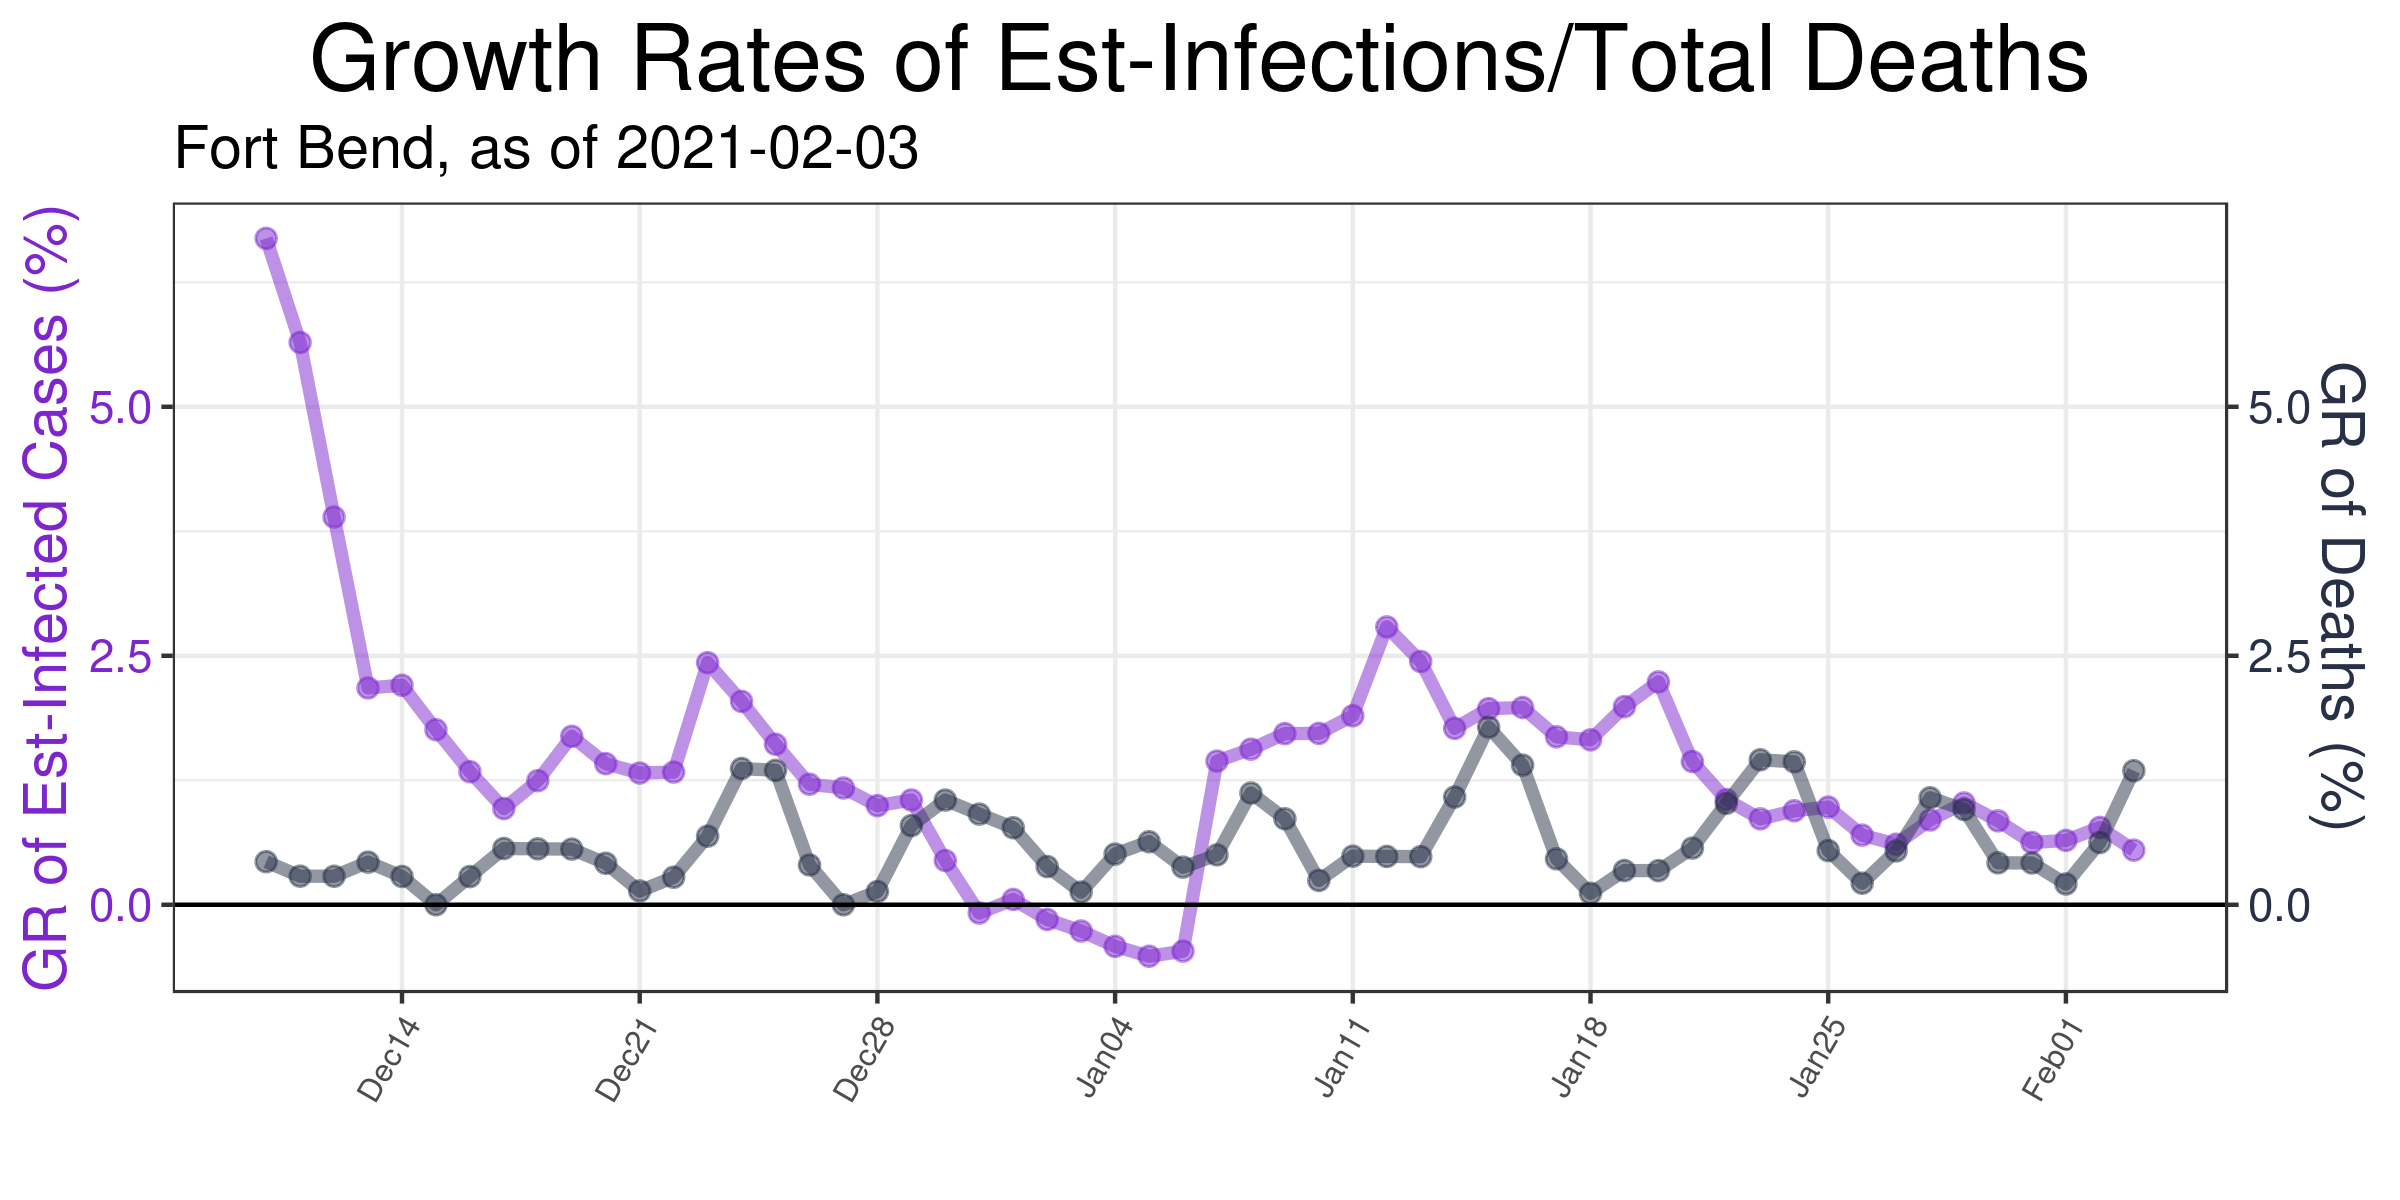 Growth Rates of Est-Infections/Total Deaths
Fort Bend, as of 2021-02-03
GR of Est-Infected Cases (%)
5.0
2.5
0.0
5.0
2.5
0.0
GR of Deaths (%)
Dec14
Dec21
Dec28
Jan04
Jan11
Jan18
Jan25
Feb01